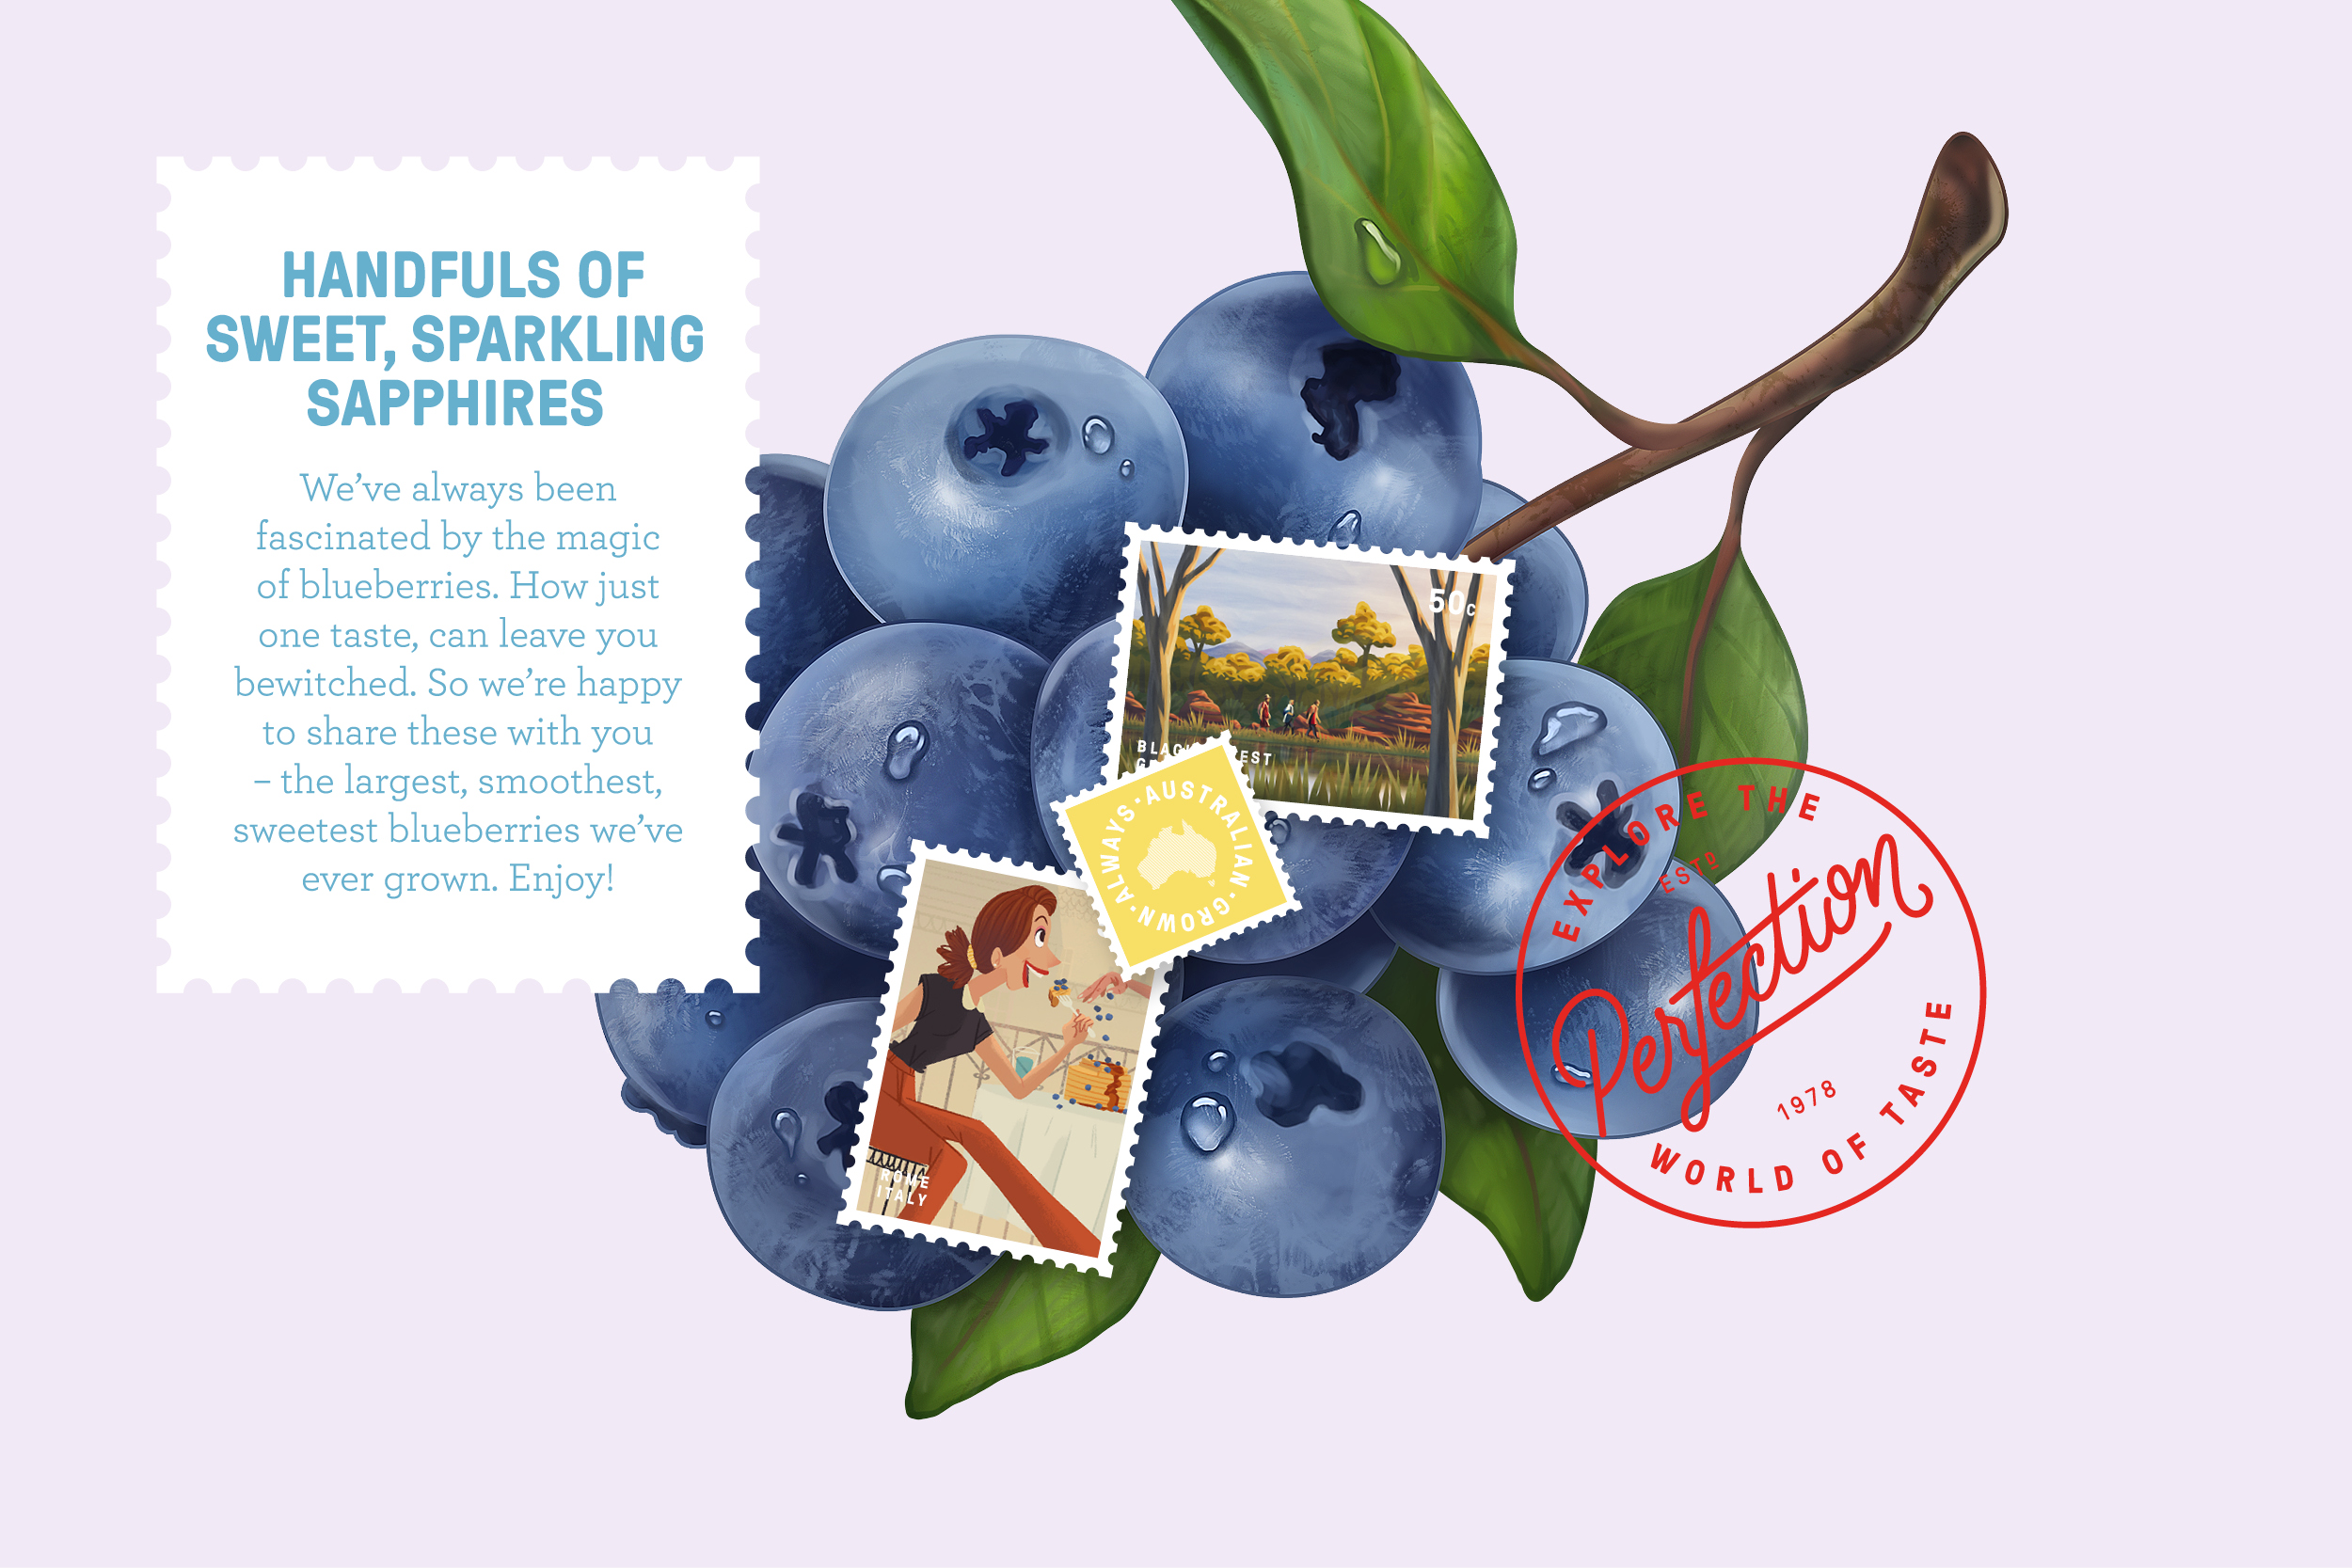 HANDFULS OF
SWEET, SPARKLING
SAPPHIRES
We’ve always been
fascinated by the magic
of blueberries. How just
one taste, can leave you
bewitched. So we’re happy
to share these with you
– the largest, smoothest,
sweetest blueberries we’ve
ever grown. Enjoy!
50c
ALWAYS·AUSTRALIAN·GROWN·
ROME
ITALY
EXPLORE THE
ESTD
Perfection
1978
WORLD OF TASTE